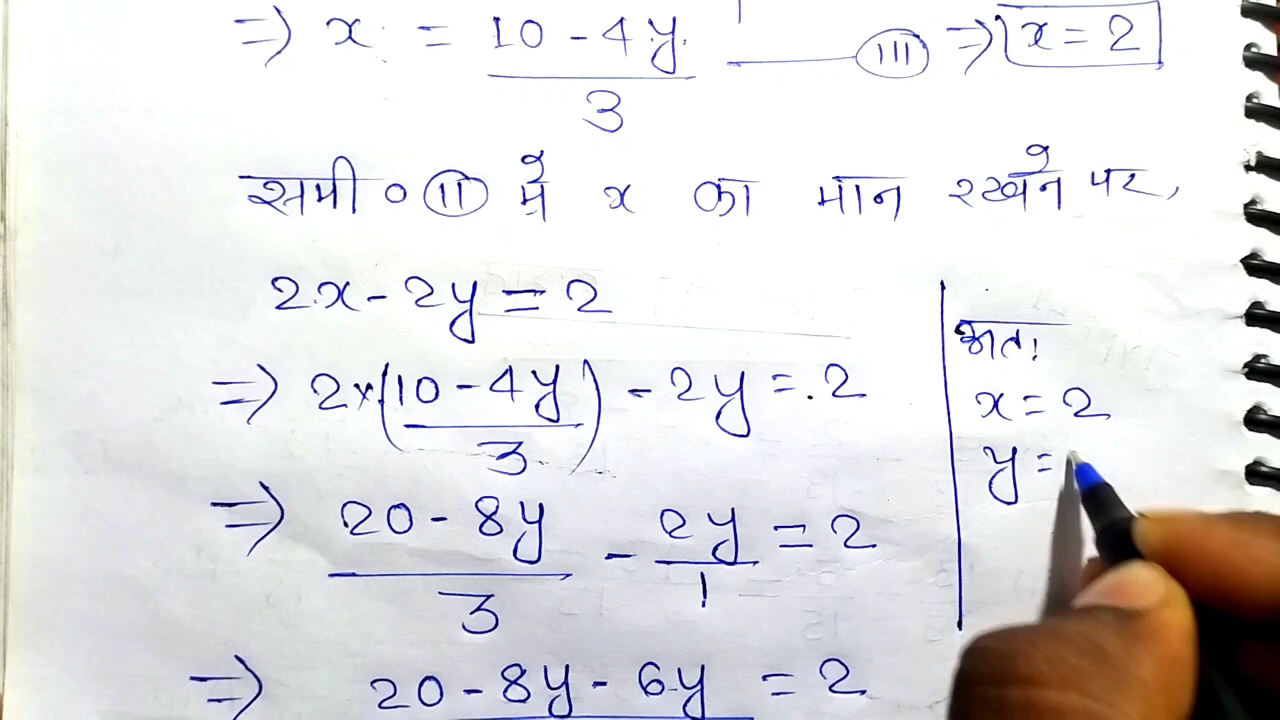 ⇒ x = (10 - 4y)/3 —— (III) ⇒ x = 2
समी० (II) में x का मान रखने पर,
2x - 2y = 2
⇒ 2×((10 - 4y)/3) - 2y = 2
⇒ (20 - 8y)/3 - 2y/1 = 2
⇒ 20 - 8y - 6y = 2
अतः
x = 2
y =